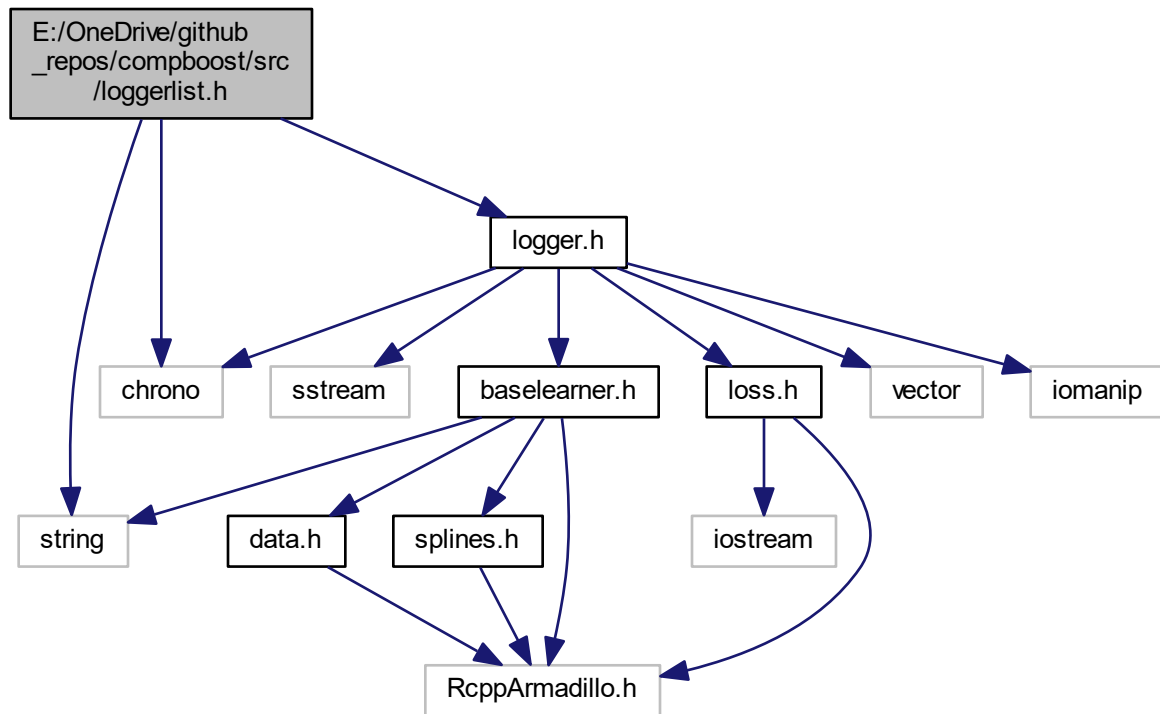 E:/OneDrive/github
_repos/compboost/src
/loggerlist.h
logger.h
chrono
sstream
baselearner.h
loss.h
vector
iomanip
string
data.h
splines.h
iostream
RcppArmadillo.h